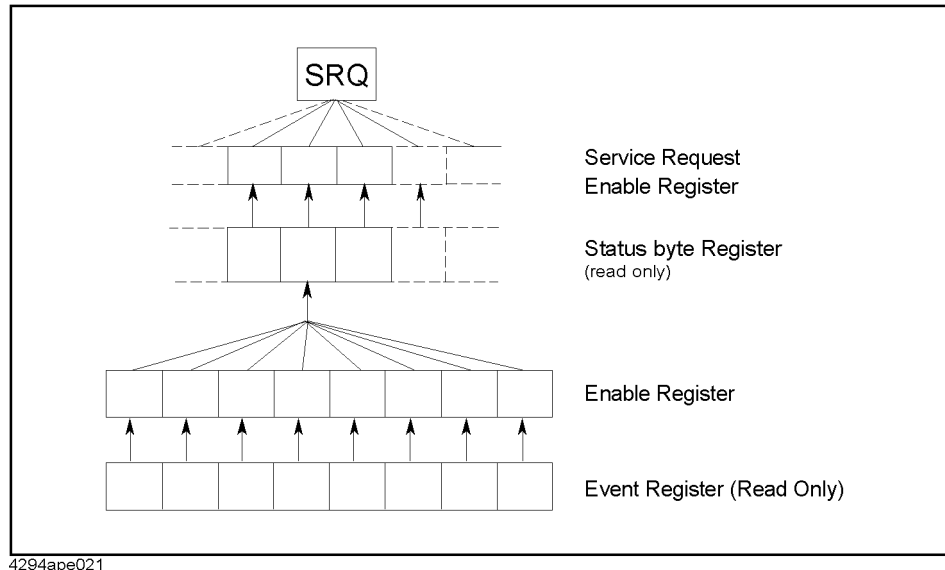 SRQ
Service Request
Enable Register
Status byte Register
(read only)
Enable Register
Event Register (Read Only)
4294ape021